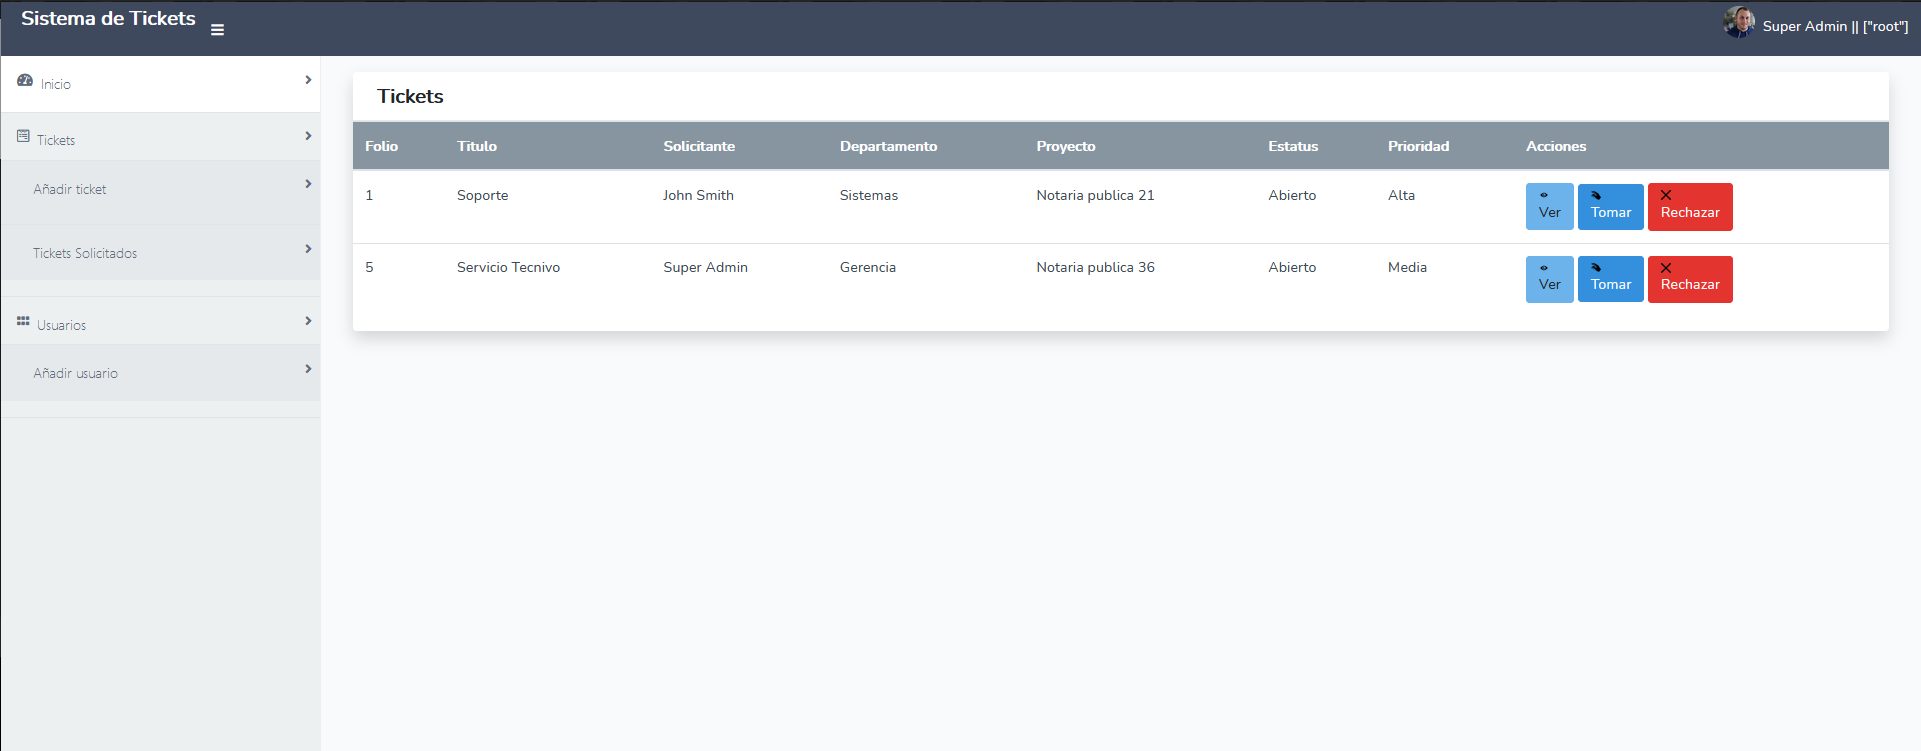 Sistema de Tickets
Super Admin || ["root"]
Inicio
Tickets
Añadir ticket
Tickets Solicitados
Usuarios
Añadir usuario
Tickets
Folio Titulo Solicitante Departamento Proyecto Estatus Prioridad Acciones
1 Soporte John Smith Sistemas Notaria publica 21 Abierto Alta Ver Tomar Rechazar
5 Servicio Tecnivo Super Admin Gerencia Notaria publica 36 Abierto Media Ver Tomar Rechazar